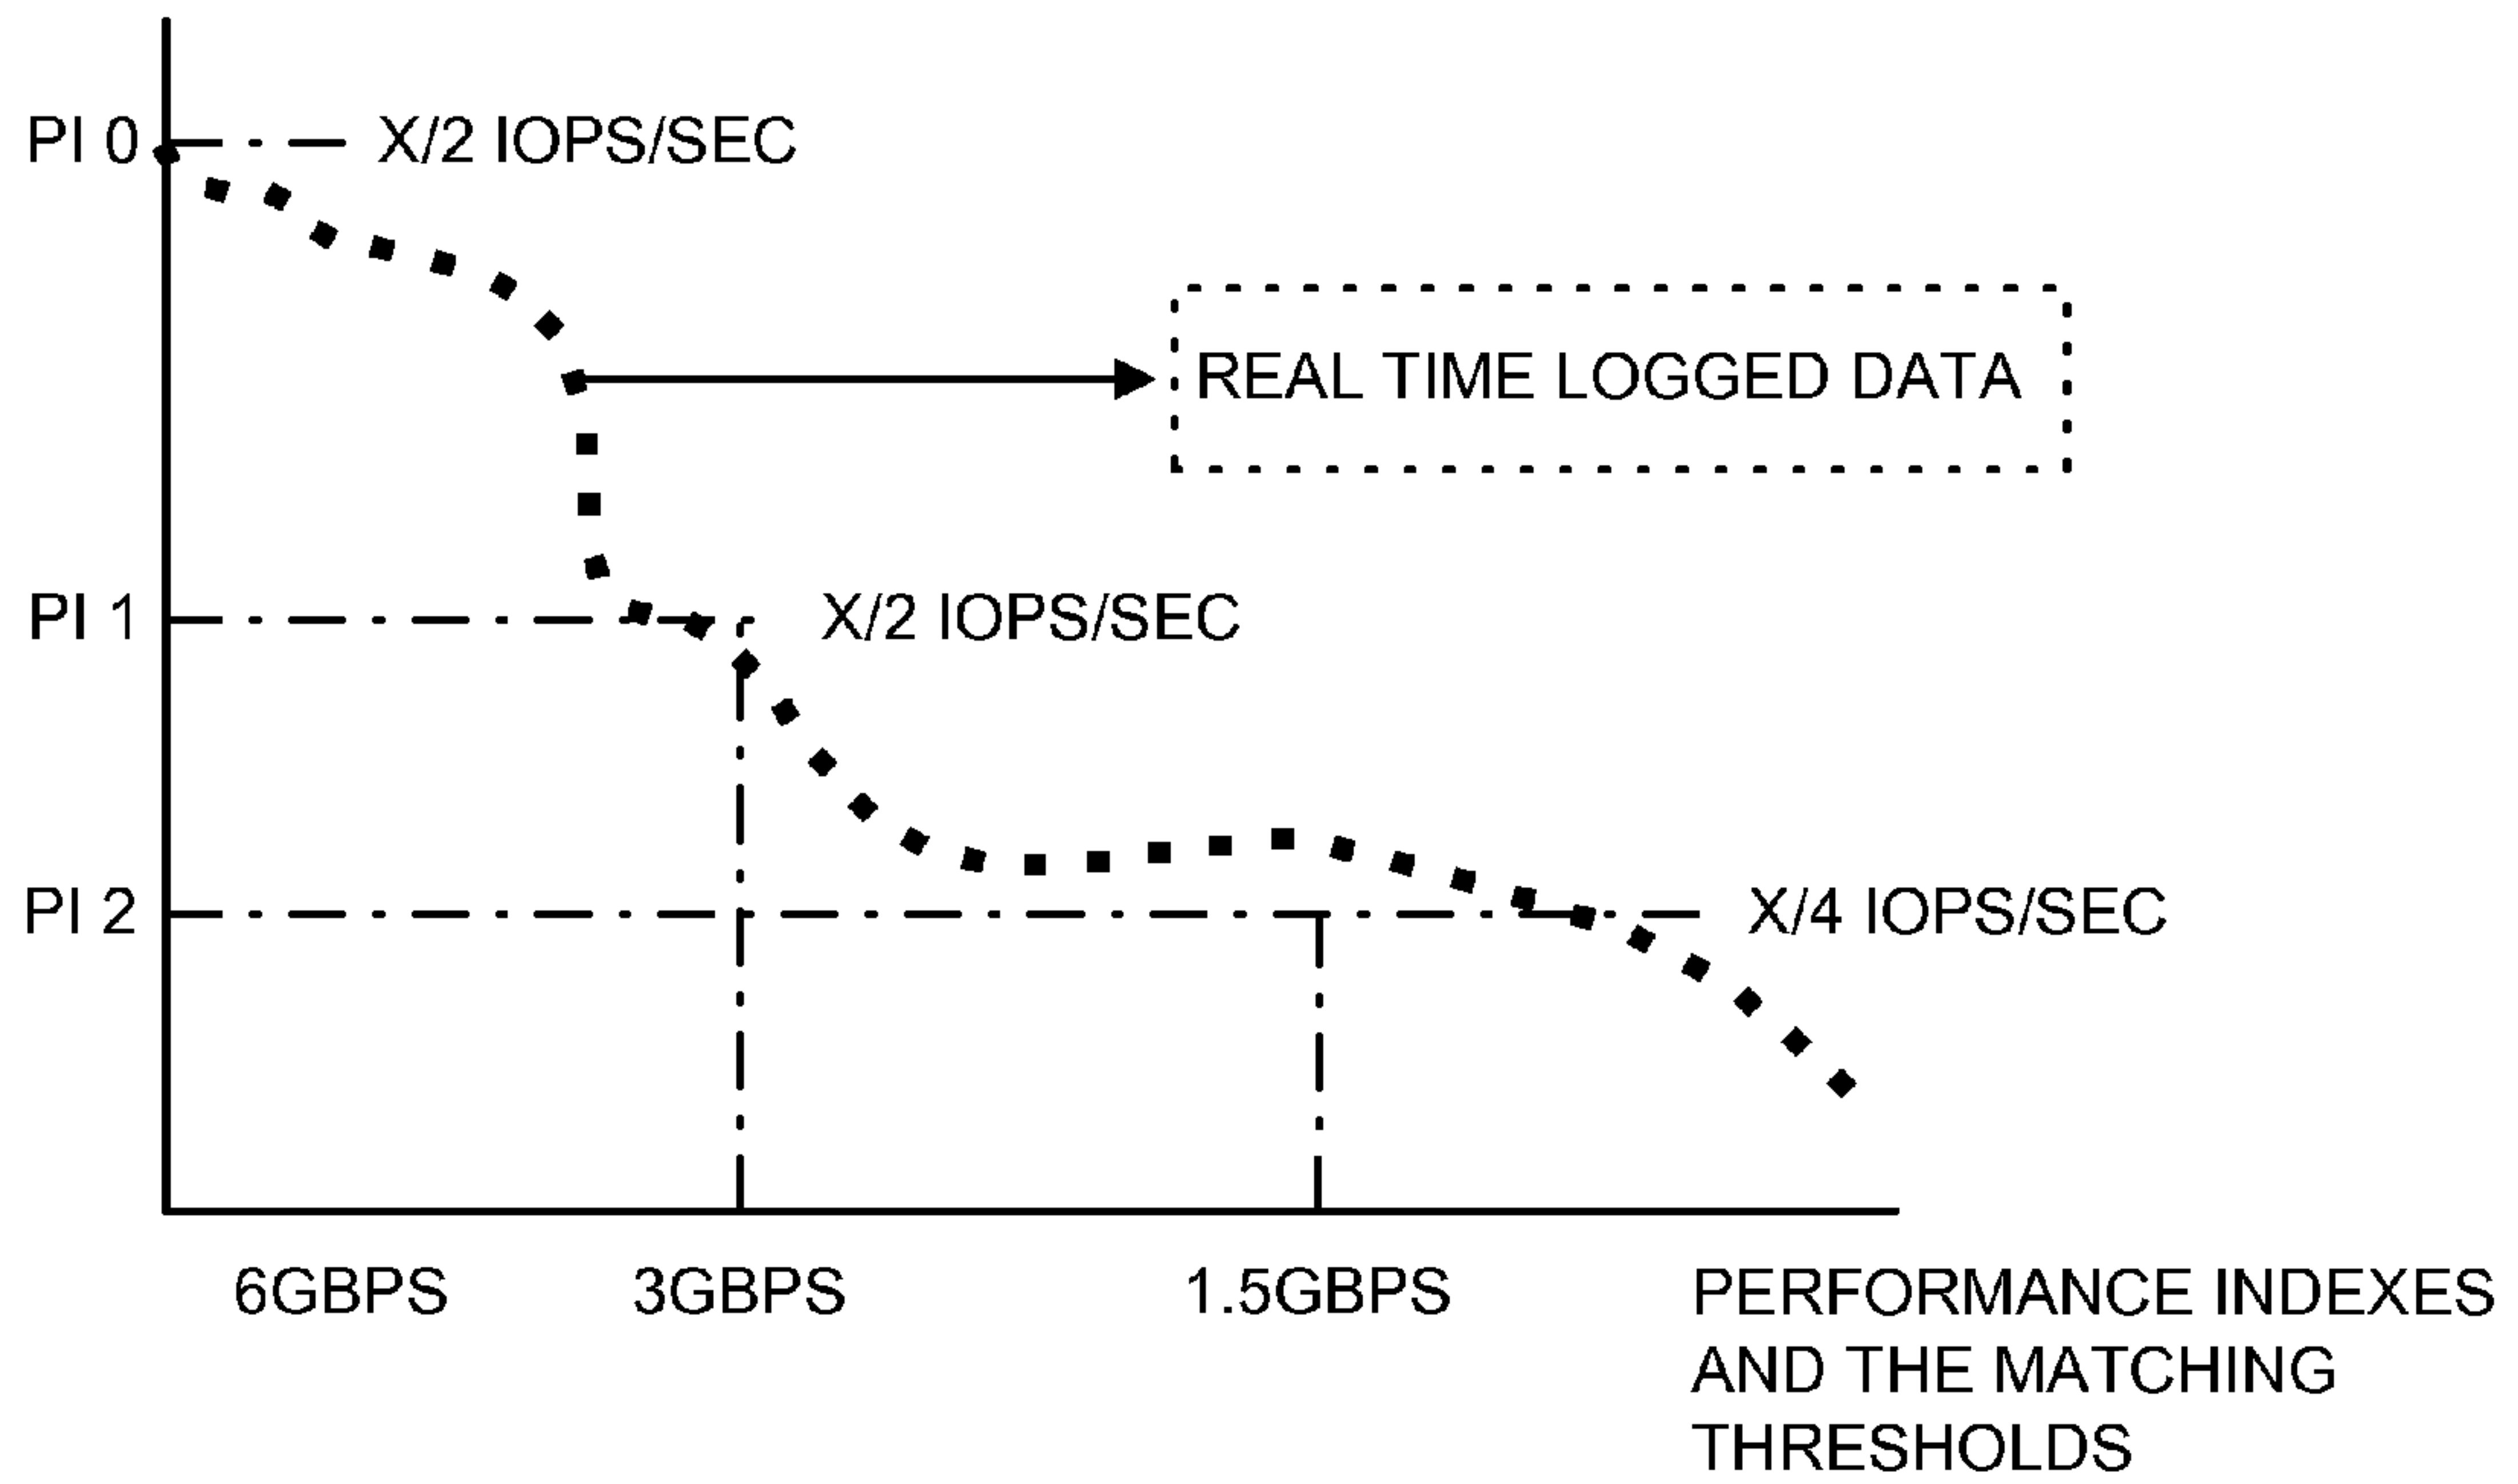 PI 0
X/2 IOPS/SEC
REAL TIME LOGGED DATA
PI 1
X/2 IOPS/SEC
PI 2
X/4 IOPS/SEC
6GBPS
3GBPS
1.5GBPS
PERFORMANCE INDEXES
AND THE MATCHING
THRESHOLDS